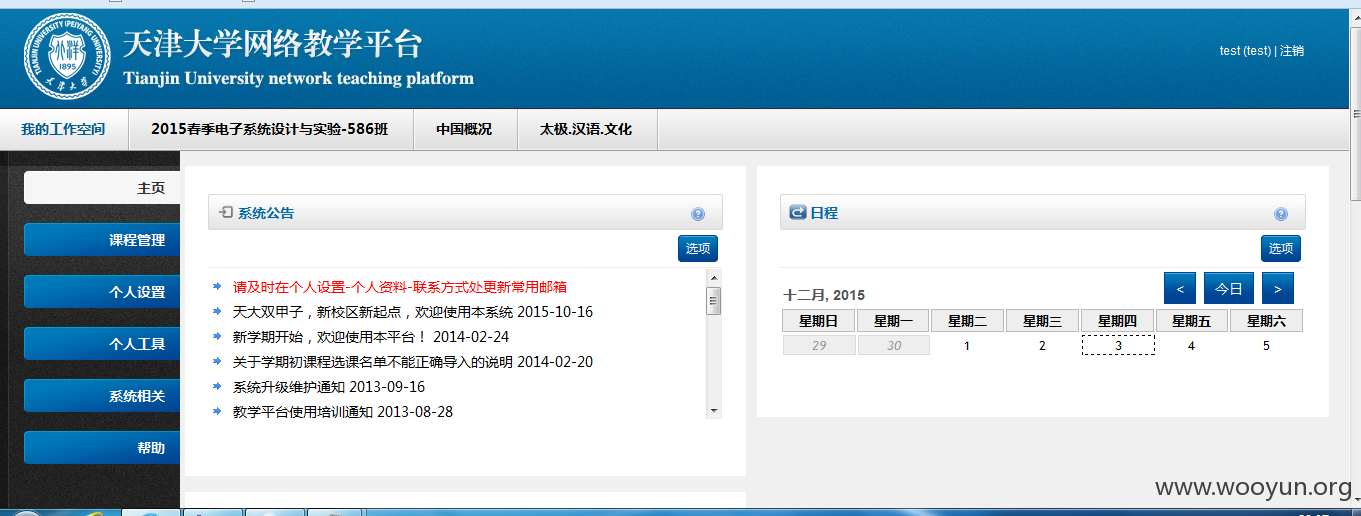 天津大学网络教学平台
Tianjin University network teaching platform
TIANJIN UNIVERSITY (PEIYANG UNIVERSITY)
1895
天津大学
test (test) | 注销
我的工作空间 2015春季电子系统设计与实验-586班 中国概况 太极.汉语.文化
主页
课程管理
个人设置
个人工具
系统相关
帮助
系统公告
选项
请及时在个人设置-个人资料-联系方式处更新常用邮箱
天大双甲子，新校区新起点，欢迎使用本系统 2015-10-16
新学期开始，欢迎使用本平台！ 2014-02-24
关于学期初课程选课名单不能正确导入的说明 2014-02-20
系统升级维护通知 2013-09-16
教学平台使用培训通知 2013-08-28
日程
选项
十二月, 2015 < 今日 >
星期日 星期一 星期二 星期三 星期四 星期五 星期六
29 30 1 2 3 4 5
www.wooyun.org